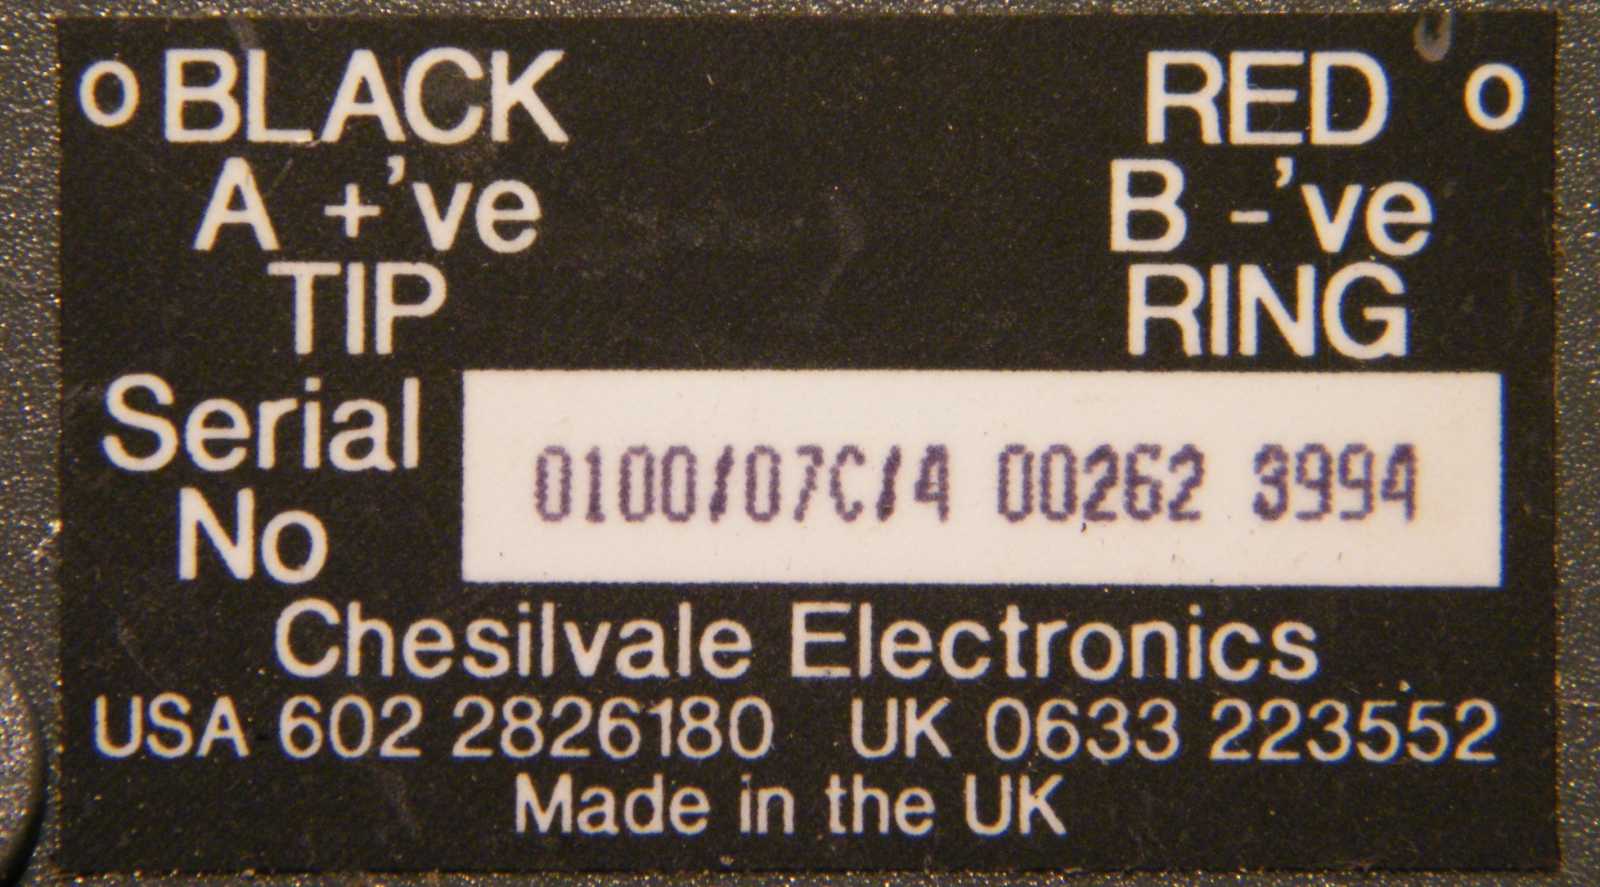 o BLACK RED o
A +'ve B -'ve
TIP RING
Serial No 0100/07C/4 00262 3994
Chesilvale Electronics
USA 602 2826180 UK 0633 223552
Made in the UK